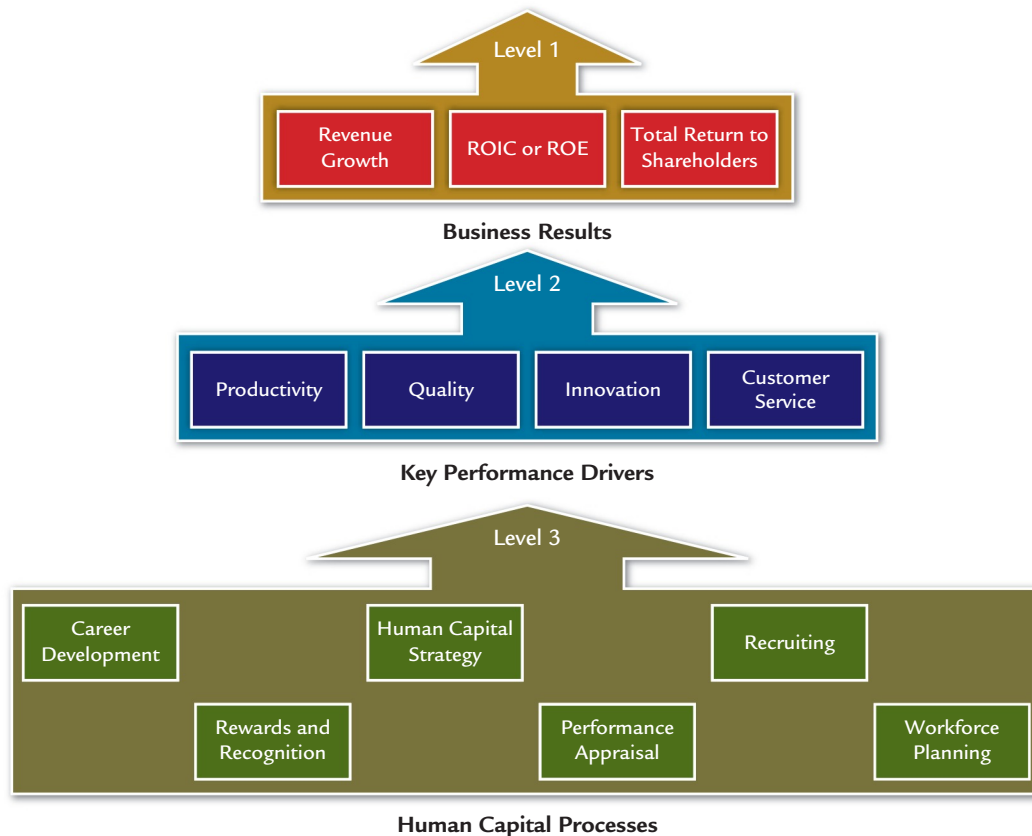 Level 1
Revenue
Growth
ROIC or ROE
Total Return to
Shareholders
Business Results
Level 2
Productivity
Quality
Innovation
Customer
Service
Key Performance Drivers
Level 3
Career
Development
Human Capital
Strategy
Recruiting
Rewards and
Recognition
Performance
Appraisal
Workforce
Planning
Human Capital Processes